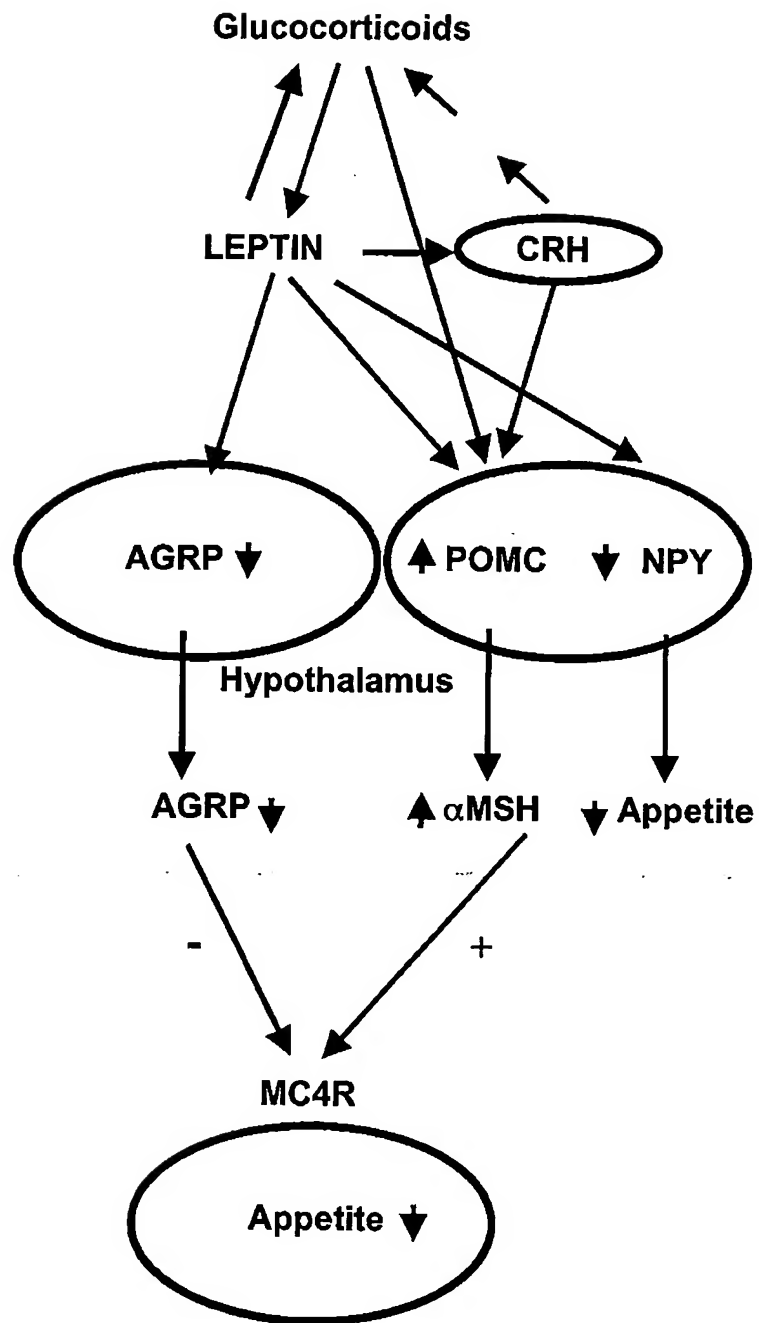 Glucocorticoids
LEPTIN
CRH
AGRP
POMC
NPY
Hypothalamus
AGRP
αMSH
Appetite
-
+
MC4R
Appetite